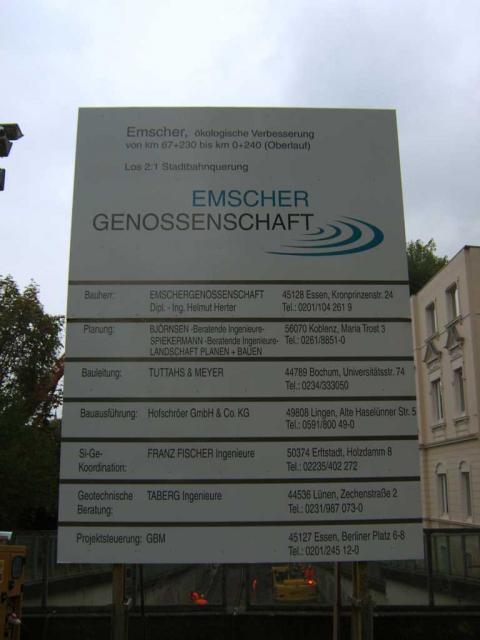 Emscher, ökologische Verbesserung
von km 67+230 bis km 0+240 (Oberlauf)
Los 2.1 Stadtbahnquerung
EMSCHER
GENOSSENSCHAFT
Bauherr: EMSCHERGENOSSENSCHAFT 45128 Essen, Kronprinzenstr. 24
Dipl. - Ing. Helmut Herter Tel.: 0201/104 261 9
Planung: BJÖRNSEN -Beratende Ingenieure- 56070 Koblenz, Maria Trost 3
SPIEKERMANN -Beratende Ingenieure- Tel.: 0261/8851-0
LANDSCHAFT PLANEN + BAUEN
Bauleitung: TUTTAHS & MEYER 44789 Bochum, Universitätsstr. 74
Tel.: 0234/333050
Bauausführung: Hofschröer GmbH & Co. KG 49808 Lingen, Alte Haselünner Str. 5
Tel.: 0591/800 49-0
Si-Ge- FRANZ FISCHER Ingenieure 50374 Erftstadt, Holzdamm 8
Koordination: Tel.: 02235/402 272
Geotechnische TABERG Ingenieure 44536 Lünen, Zechenstraße 2
Beratung: Tel.: 0231/987 073-0
Projektsteuerung: GBM 45127 Essen, Berliner Platz 6-8
Tel.: 0201/245 12-0